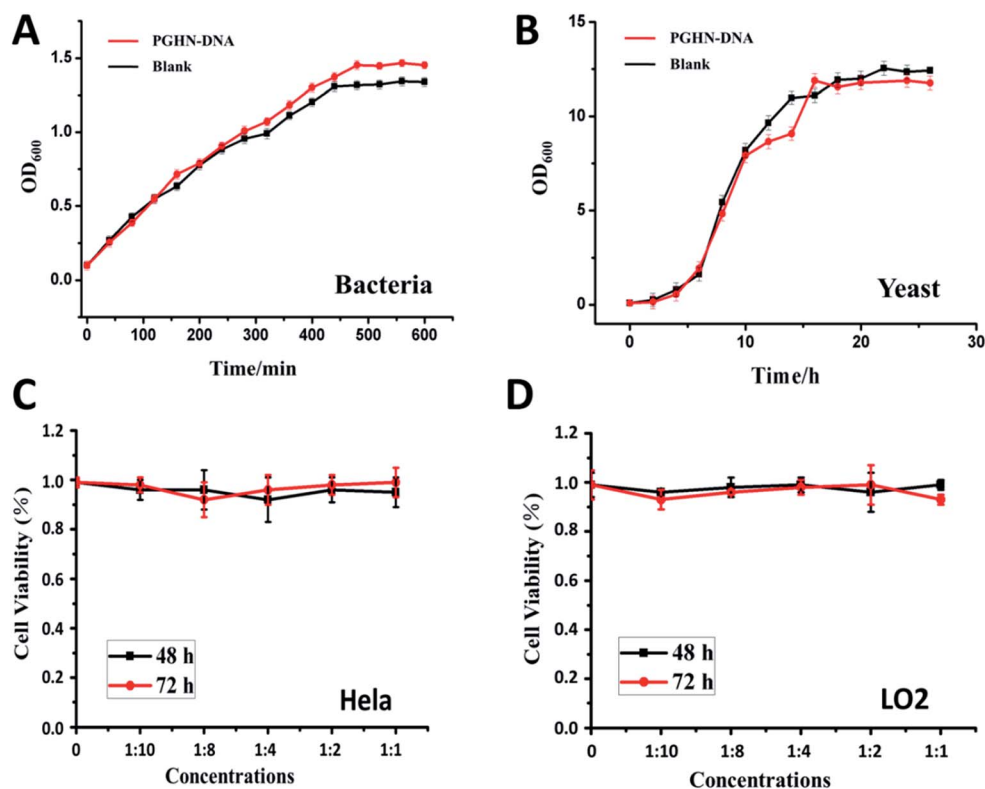 A
PGHN-DNA
Blank
1.5
1.0
0.5
0.0
OD600
Bacteria
0 100 200 300 400 500 600
Time/min
B
PGHN-DNA
Blank
15
10
5
0
OD600
Yeast
0 10 20 30
Time/h
C
1.2
1.0
0.8
0.6
0.4
0.2
0.0
Cell Viability (%)
48 h
72 h
Hela
0 1:10 1:8 1:4 1:2 1:1
Concentrations
D
1.2
1.0
0.8
0.6
0.4
0.2
0.0
Cell Viability (%)
48 h
72 h
LO2
0 1:10 1:8 1:4 1:2 1:1
Concentrations